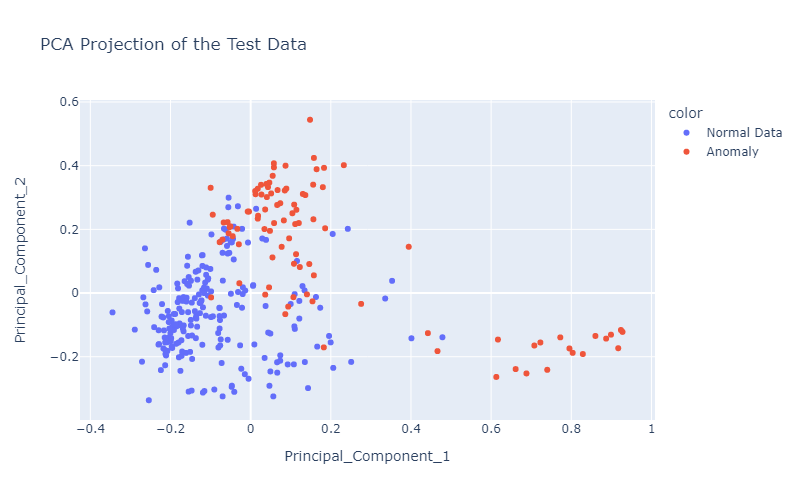 PCA Projection of the Test Data
color
Normal Data
Anomaly
Principal_Component_2
0.6
0.4
0.2
0
−0.2
−0.4
−0.2
0
0.2
0.4
0.6
0.8
1
Principal_Component_1